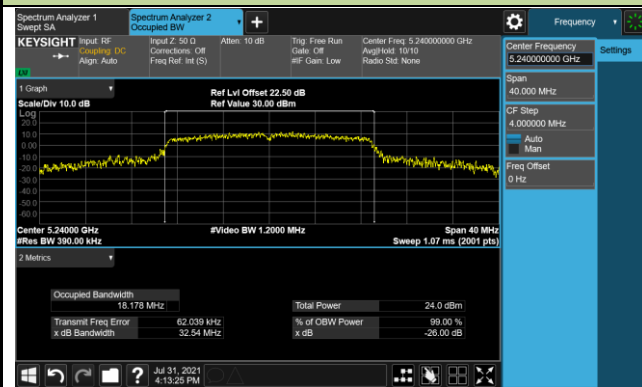 Spectrum Analyzer 1
Swept SA
Spectrum Analyzer 2
Occupied BW
Frequency
KEYSIGHT
Input: RF
Coupling: DC
Align: Auto
Input Z: 50 Ω
Corrections: Off
Freq Ref: Int (S)
Atten: 10 dB
Trig: Free Run
Gate: Off
#IF Gain: Low
Center Freq: 5.240000000 GHz
Avg|Hold: 10/10
Radio Std: None
Center Frequency
5.240000000 GHz
Settings
Span
40.000 MHz
CF Step
4.000000 MHz
Auto
Man
Freq Offset
0 Hz
1 Graph
Scale/Div 10.0 dB
Ref Lvl Offset 22.50 dB
Ref Value 30.00 dBm
Log
20.0
10.0
0.00
-10.0
-20.0
-30.0
-40.0
-50.0
-60.0
Center 5.24000 GHz
#Res BW 390.00 kHz
#Video BW 1.2000 MHz
Span 40 MHz
Sweep 1.07 ms (2001 pts)
2 Metrics
Occupied Bandwidth
18.178 MHz
Total Power 24.0 dBm
Transmit Freq Error 62.039 kHz
% of OBW Power 99.00 %
x dB Bandwidth 32.54 MHz
x dB -26.00 dB
?
Jul 31, 2021
4:13:25 PM